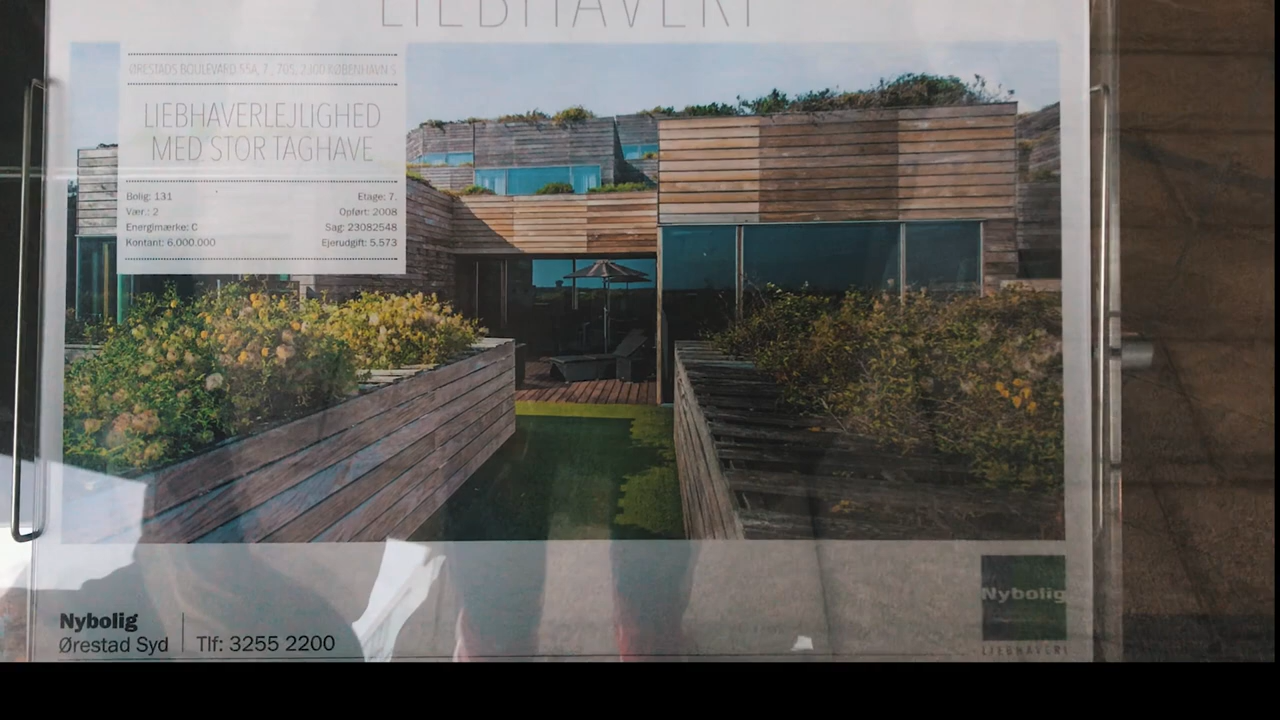 LIEBHAVERI
ØRESTADS BOULEVARD 55A, 7., 705, 2300 KØBENHAVN S
LIEBHAVERLEJLIGHED
MED STOR TAGHAVE
Bolig: 131 Etage: 7.
Vær.: 2 Opført: 2008
Energimærke: C Sag: 23082548
Kontant: 6.000.000 Ejerudgift: 5.573
Nybolig
Ørestad Syd Tlf: 3255 2200
Nybolig
LIEBHAVERI